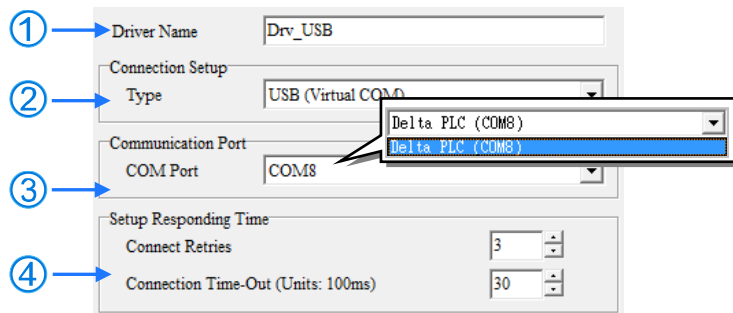 ① Driver Name Drv_USB
Connection Setup
② Type USB (Virtual COM)
Delta PLC (COM8)
Delta PLC (COM8)
Communication Port
COM Port COM8
③
Setup Responding Time
Connect Retries 3
④ Connection Time-Out (Units: 100ms) 30